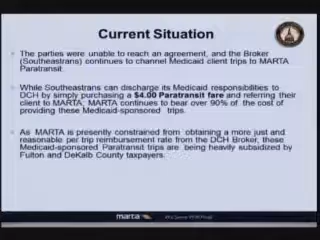 Current Situation
The parties were unable to reach an agreement, and the Broker
(Southeastrans) continues to channel Medicaid client trips to MARTA
Paratransit.
While Southeastrans can discharge its Medicaid responsibilities to
DCH by simply purchasing a $4.00 Paratransit fare and referring their
client to MARTA; MARTA continues to bear over 90% of the cost of
providing these Medicaid-sponsored trips.
As MARTA is presently constrained from obtaining a more just and
reasonable per trip reimbursement rate from the DCH Broker, these
Medicaid-sponsored Paratransit trips are being heavily subsidized by
Fulton and DeKalb County taxpayers.
marta